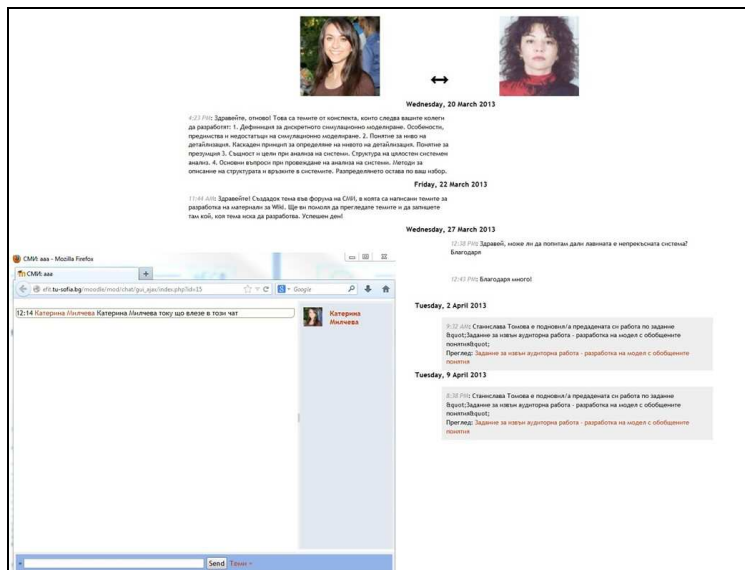 Wednesday, 20 March 2013
4:23 PM: Здравейте, отново! Това са темите от конспекта, които следва вашите колеги
да разработят: 1. Дефиниция за дискретното симулационно моделиране. Особености,
предимства и недостатъци на симулационно моделиране. 2. Понятие за ниво на
детайлизация. Каскаден принцип за определяне на нивото на детайлизация. Понятие за
презумпция 3. Същност и цели при анализа на системи. Структура на цялостен системен
анализ. 4. Основни въпроси при провеждане на анализа на системи. Методи за
описание на структурата и връзките в системите. Разпределянето остава по ваш избор.
Friday, 22 March 2013
11:44 AM: Здравейте! Създадох тема във форума на СМИ, в която са написани темите за
разработка на материали за Wiki. Ще ви помоля да прегледате темите и да запишете
там кой, коя тема иска да разработва. Успешен ден!
Wednesday, 27 March 2013
12:38 PM: Здравей, може ли да попитам дали лавината е непрекъсната система?
Благодаря
12:45 PM: Благодаря много!
Tuesday, 2 April 2013
9:32 AM: Станислава Томова е подновил/а предадената си работа по задание
&quot;Задание за извън аудиторна работа - разработка на модел с обобщените
понятия&quot;
Преглед: Задание за извън аудиторна работа - разработка на модел с обобщените
понятия
Tuesday, 9 April 2013
8:38 PM: Станислава Томова е подновил/а предадената си работа по задание
&quot;Задание за извън аудиторна работа - разработка на модел с обобщените
понятия&quot;
Преглед: Задание за извън аудиторна работа - разработка на модел с обобщените
понятия
СМИ: aaa - Mozilla Firefox
СМИ: aaa
efit.tu-sofia.bg/moodle/mod/chat/gui_ajax/index.php?id=15
Google
12:14 Катерина Милчева Катерина Милчева току що влезе в този чат
Катерина
Милчева
Send
Теми